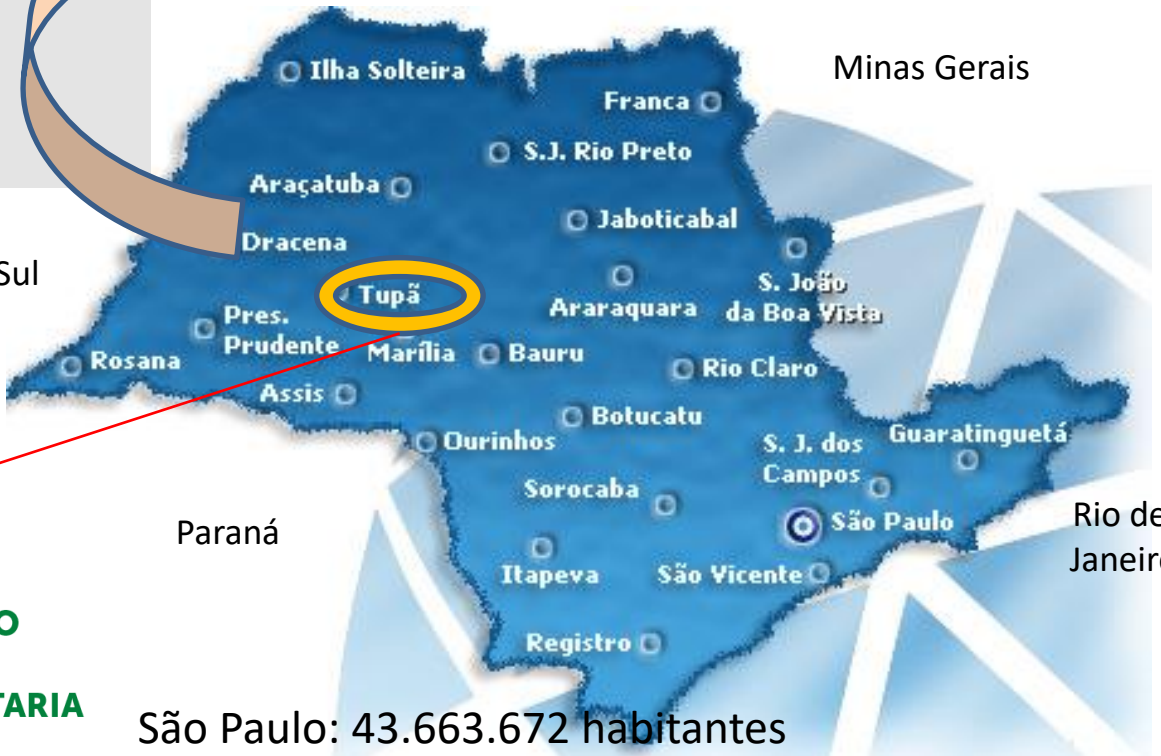 Minas Gerais
Ilha Solteira
Franca
S.J. Rio Preto
Araçatuba
Jaboticabal
Dracena
Sul
Tupã
Araraquara
S. João
da Boa Vista
Pres.
Prudente
Marília
Bauru
Rosana
Rio Claro
Assis
Botucatu
Ourinhos
S. J. dos
Campos
Guaratinguetá
Sorocaba
São Paulo
Paraná
Rio de
Janeiro
Itapeva
São Vicente
O
Registro
TARIA
São Paulo: 43.663.672 habitantes